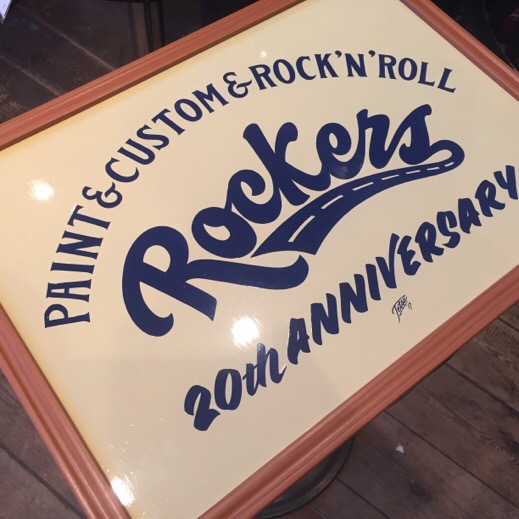 PAINT & CUSTOM & ROCK'N'ROLL
Rockers
20th ANNIVERSARY